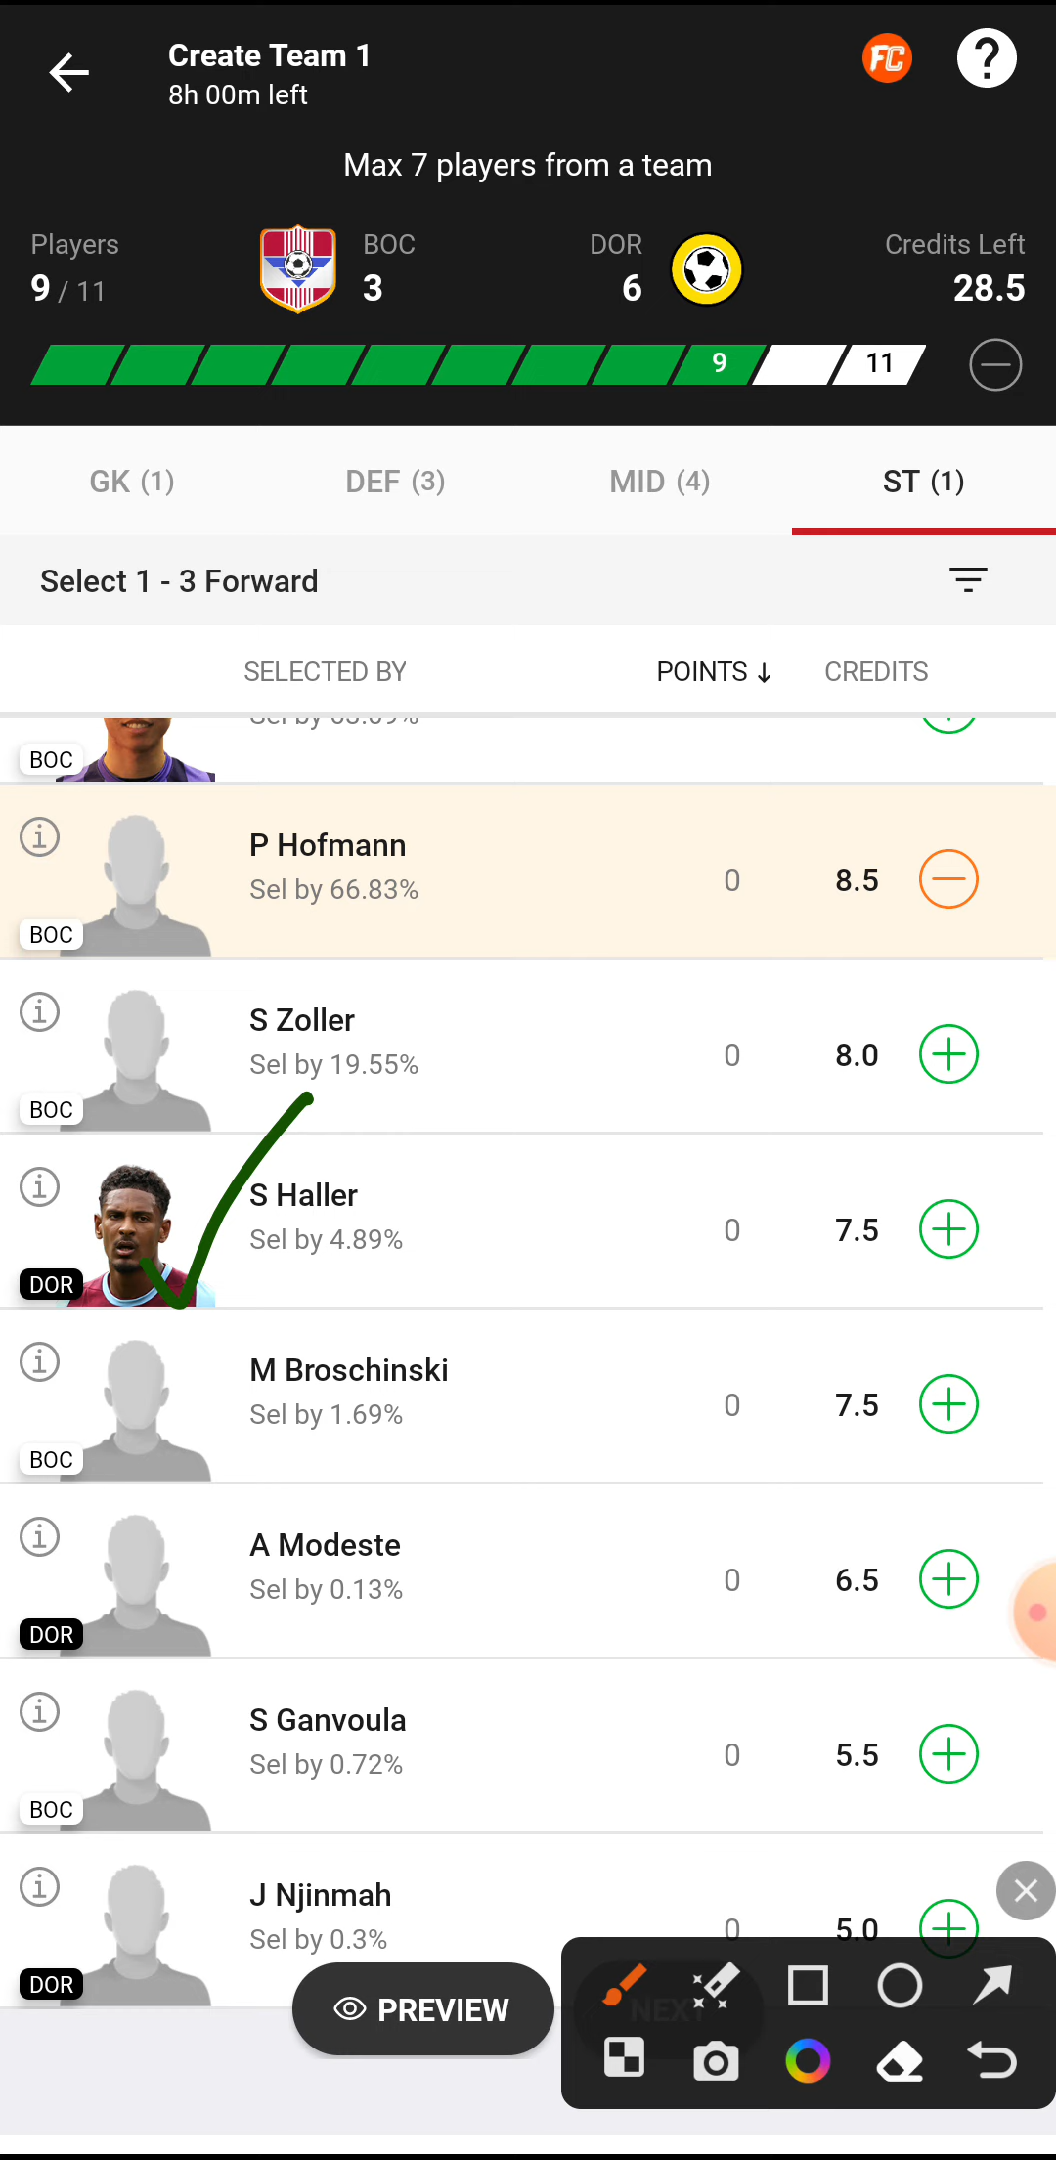 Create Team 1
8h 00m left
FC
?
Max 7 players from a team
Players
BOC
DOR
Credits Left
9 / 11
3
6
28.5
9
11
GK (1)
DEF (3)
MID (4)
ST (1)
Select 1 - 3 Forward
SELECTED BY
POINTS ↓
CREDITS
BOC
P Hofmann
Sel by 66.83%
0
8.5
BOC
S Zoller
Sel by 19.55%
0
8.0
BOC
S Haller
Sel by 4.89%
0
7.5
DOR
M Broschinski
Sel by 1.69%
0
7.5
BOC
A Modeste
Sel by 0.13%
0
6.5
DOR
S Ganvoula
Sel by 0.72%
0
5.5
BOC
J Njinmah
Sel by 0.3%
0
5.0
DOR
PREVIEW
NEXT